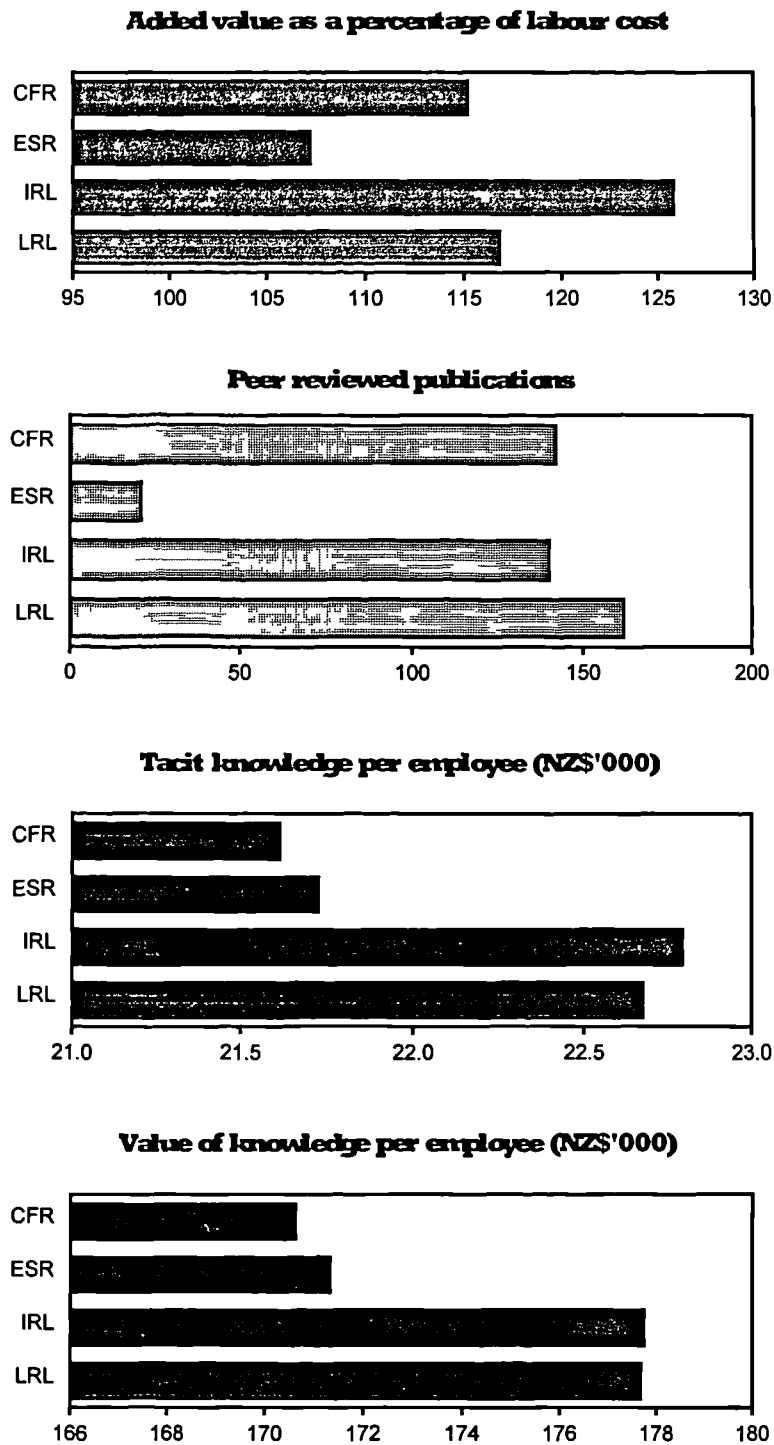 Added value as a percentage of labour cost
CFR
ESR
IRL
LRL
95 100 105 110 115 120 125 130
Peer reviewed publications
CFR
ESR
IRL
LRL
0 50 100 150 200
Tacit knowledge per employee (NZ$'000)
CFR
ESR
IRL
LRL
21.0 21.5 22.0 22.5 23.0
Value of knowledge per employee (NZ$'000)
CFR
ESR
IRL
LRL
166 168 170 172 174 176 178 180